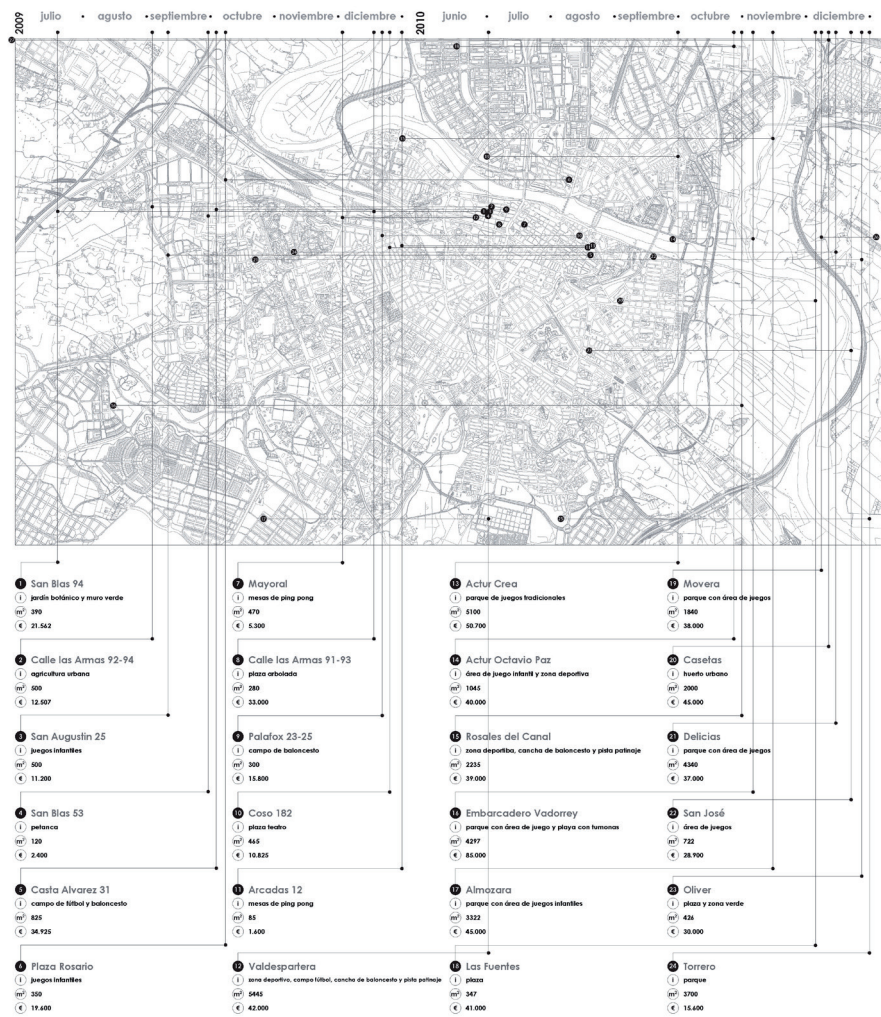 2009 julio • agusto • septiembre • octubre • noviembre • diciembre • 2010 junio • julio • agosto • septiembre • octubre • noviembre • diciembre •
1 San Blas 94
i jardín botánico y muro verde
m² 390
€ 21.562
2 Calle las Armas 92-94
i agricultura urbana
m² 500
€ 12.507
3 San Augustin 25
i juegos infantiles
m² 500
€ 11.200
4 San Blas 53
i petanca
m² 120
€ 2.400
5 Casta Alvarez 31
i campo de fútbol y baloncesto
m² 825
€ 34.925
6 Plaza Rosario
i juegos infantiles
m² 350
€ 19.600
7 Mayoral
i mesas de ping pong
m² 470
€ 5.300
8 Calle las Armas 91-93
i plaza arbolada
m² 280
€ 33.000
9 Palafox 23-25
i campo de baloncesto
m² 300
€ 15.800
10 Coso 182
i plaza teatro
m² 465
€ 10.825
11 Arcadas 12
i mesas de ping pong
m² 85
€ 1.600
12 Valdespartera
i zona deportivo, campo fútbol, cancha de baloncesto y pista patinaje
m² 5445
€ 42.000
13 Actur Crea
i parque de juegos tradicionales
m² 5100
€ 50.700
14 Actur Octavio Paz
i área de juego infantil y zona deportiva
m² 1045
€ 40.000
15 Rosales del Canal
i zona deportiba, cancha de baloncesto y pista patinaje
m² 2235
€ 39.000
16 Embarcadero Vadorrey
i parque con área de juego y playa con tumonas
m² 4297
€ 85.000
17 Almozara
i parque con área de juegos infantiles
m² 3322
€ 45.000
18 Las Fuentes
i plaza
m² 347
€ 41.000
19 Movera
i parque con área de juegos
m² 1840
€ 38.000
20 Casetas
i huerto urbano
m² 2000
€ 45.000
21 Delicias
i parque con área de juegos
m² 4340
€ 37.000
22 San José
i área de juegos
m² 722
€ 28.900
23 Oliver
i plaza y zona verde
m² 426
€ 30.000
24 Torrero
i parque
m² 3700
€ 15.600